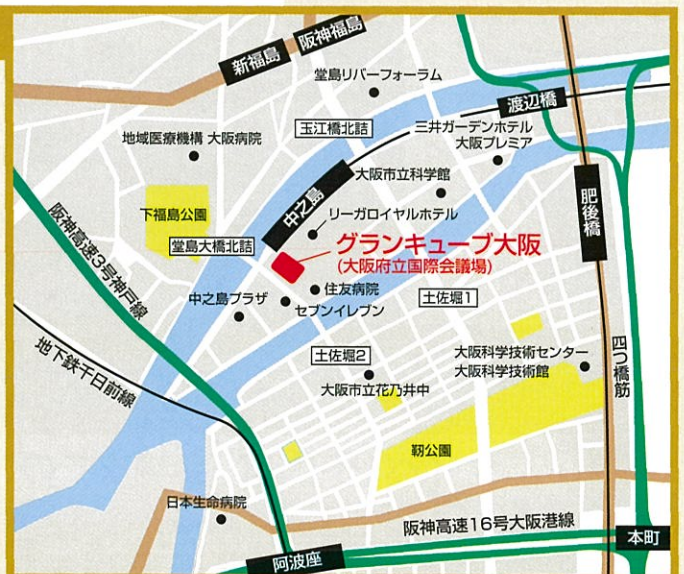 新福島
阪神福島
堂島リバーフォーラム
渡辺橋
玉江橋北詰
三井ガーデンホテル
大阪プレミア
地域医療機構 大阪病院
大阪市立科学館
中之島
肥後橋
下福島公園
リーガロイヤルホテル
阪神高速3号神戸線
堂島大橋北詰
グランキューブ大阪
(大阪府立国際会議場)
住友病院
土佐堀1
中之島プラザ
セブンイレブン
地下鉄千日前線
土佐堀2
大阪科学技術センター
大阪科学技術館
四つ橋筋
大阪市立花乃井中
靭公園
日本生命病院
阪神高速16号大阪港線
本町
阿波座